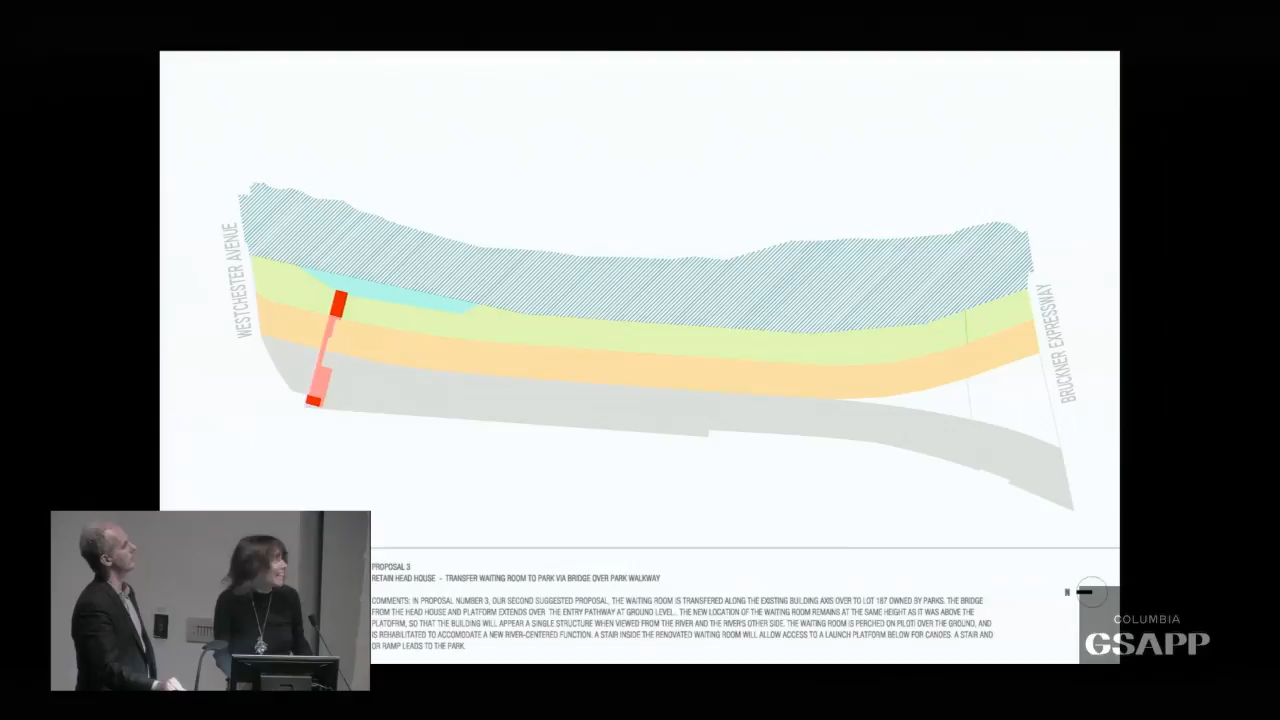 WESTCHESTER AVENUE
BRUCKNER EXPRESSWAY
PROPOSAL 3
RETAIN HEAD HOUSE - TRANSFER WAITING ROOM TO PARK VIA BRIDGE OVER PARK WALKWAY
COMMENTS: IN PROPOSAL NUMBER 3, OUR SECOND SUGGESTED PROPOSAL, THE WAITING ROOM IS TRANSFERED ALONG THE EXISTING BUILDING AXIS OVER TO LOT 187 OWNED BY PARKS. THE BRIDGE
FROM THE HEAD HOUSE AND PLATFORM EXTENDS OVER THE ENTRY PATHWAY AT GROUND LEVEL. THE NEW LOCATION OF THE WAITING ROOM REMAINS AT THE SAME HEIGHT AS IT WAS ABOVE THE
PLATFORM, SO THAT THE BUILDING WILL APPEAR A SINGLE STRUCTURE WHEN VIEWED FROM THE RIVER AND THE RIVER'S OTHER SIDE. THE WAITING ROOM IS PERCHED ON PILOTI OVER THE GROUND, AND
IS REHABILITATED TO ACCOMODATE A NEW RIVER-CENTERED FUNCTION. A STAIR INSIDE THE RENOVATED WAITING ROOM WILL ALLOW ACCESS TO A LAUNCH PLATFORM BELOW FOR CANOES. A STAIR AND
OR RAMP LEADS TO THE PARK.
N
COLUMBIA
GSAPP